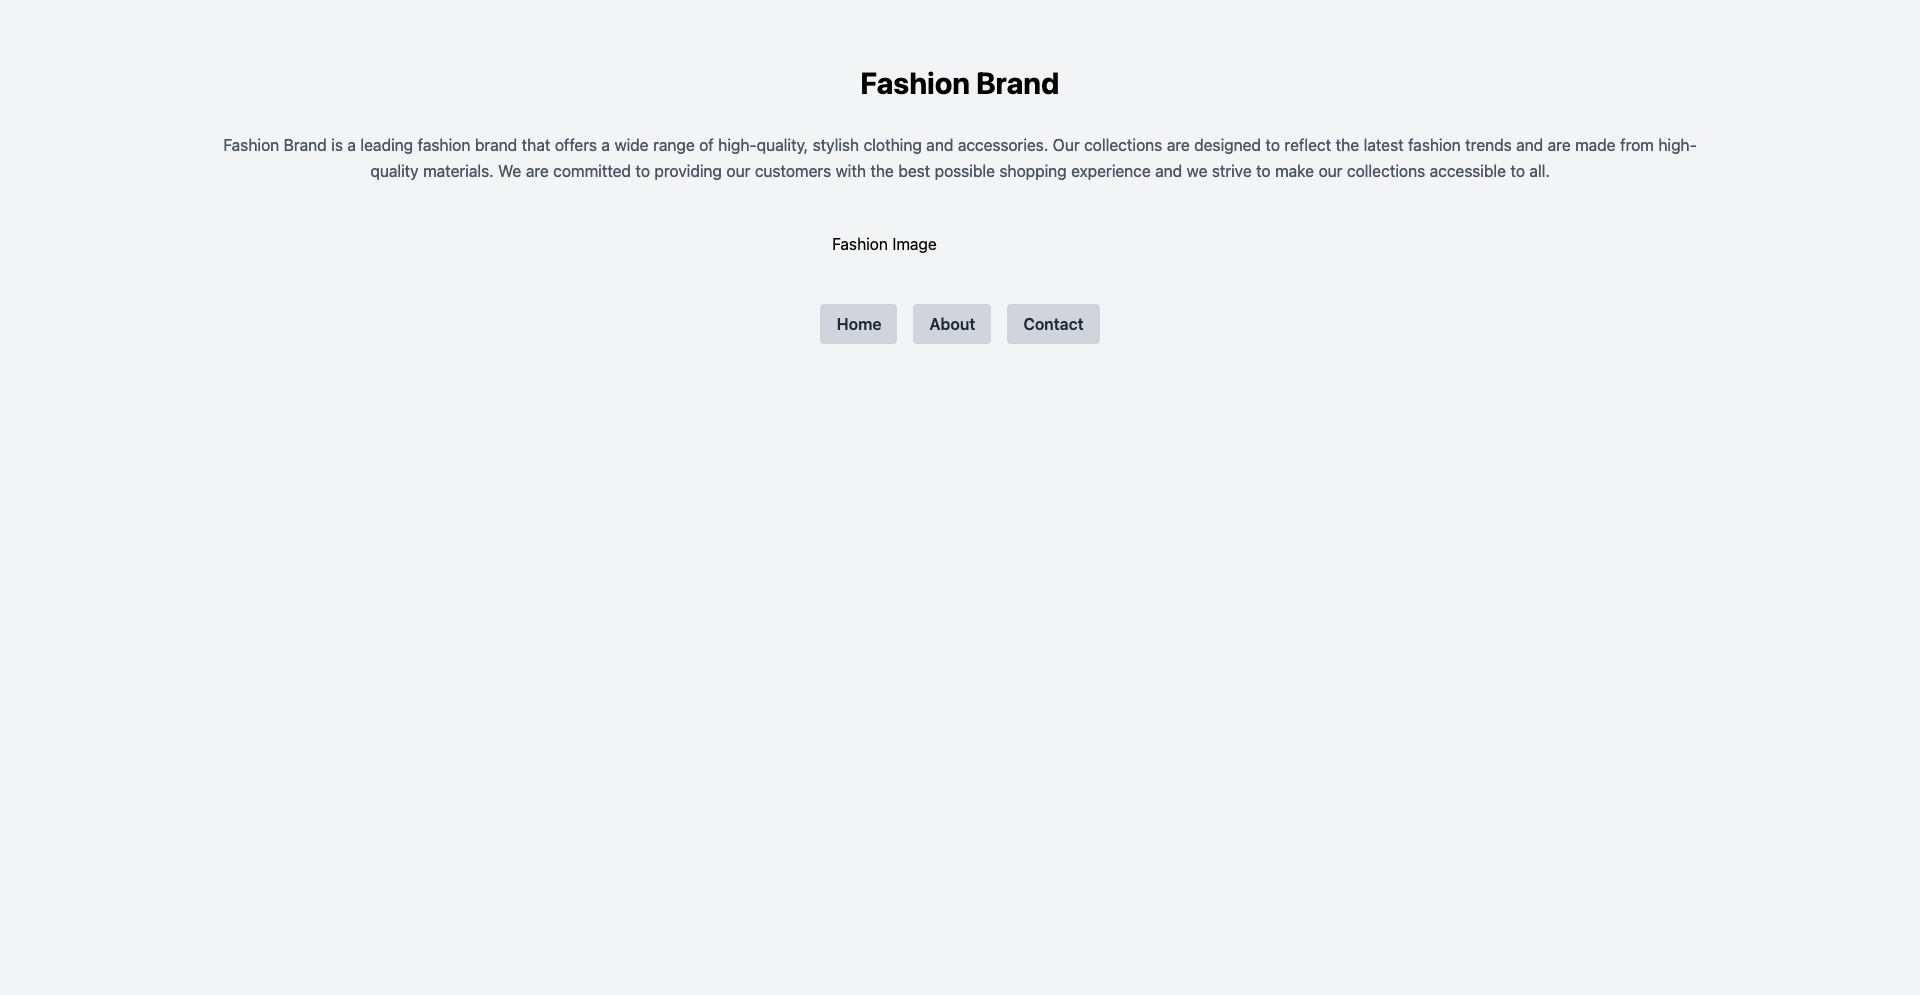 Fashion Brand
Fashion Brand is a leading fashion brand that offers a wide range of high-quality, stylish clothing and accessories. Our collections are designed to reflect the latest fashion trends and are made from high-
quality materials. We are committed to providing our customers with the best possible shopping experience and we strive to make our collections accessible to all.
Fashion Image
Home About Contact